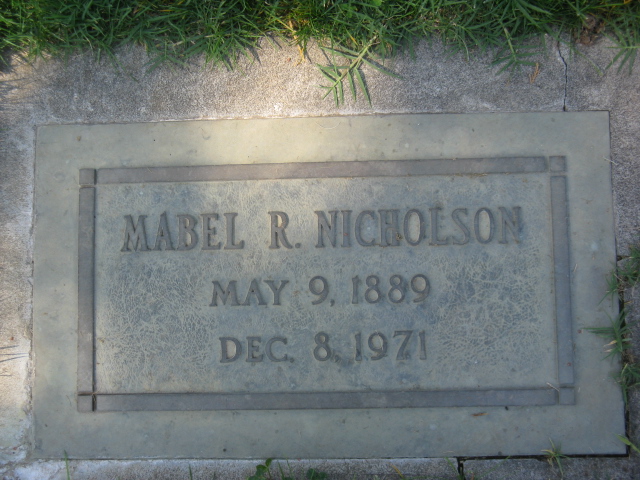 MABEL R. NICHOLSON
MAY 9, 1889
DEC. 8, 1971